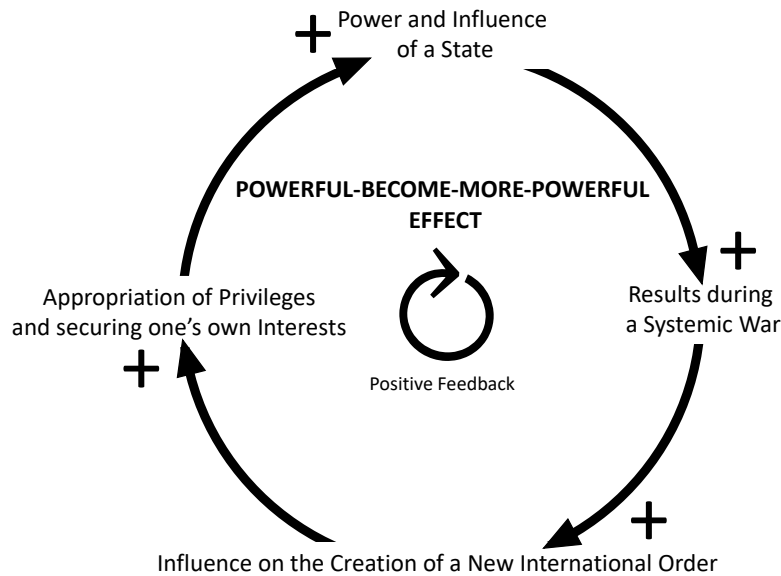 +
Power and Influence
of a State
POWERFUL-BECOME-MORE-POWERFUL
EFFECT
+
Results during
a Systemic War
Appropriation of Privileges
and securing one’s own Interests
+
Positive Feedback
+
Influence on the Creation of a New International Order